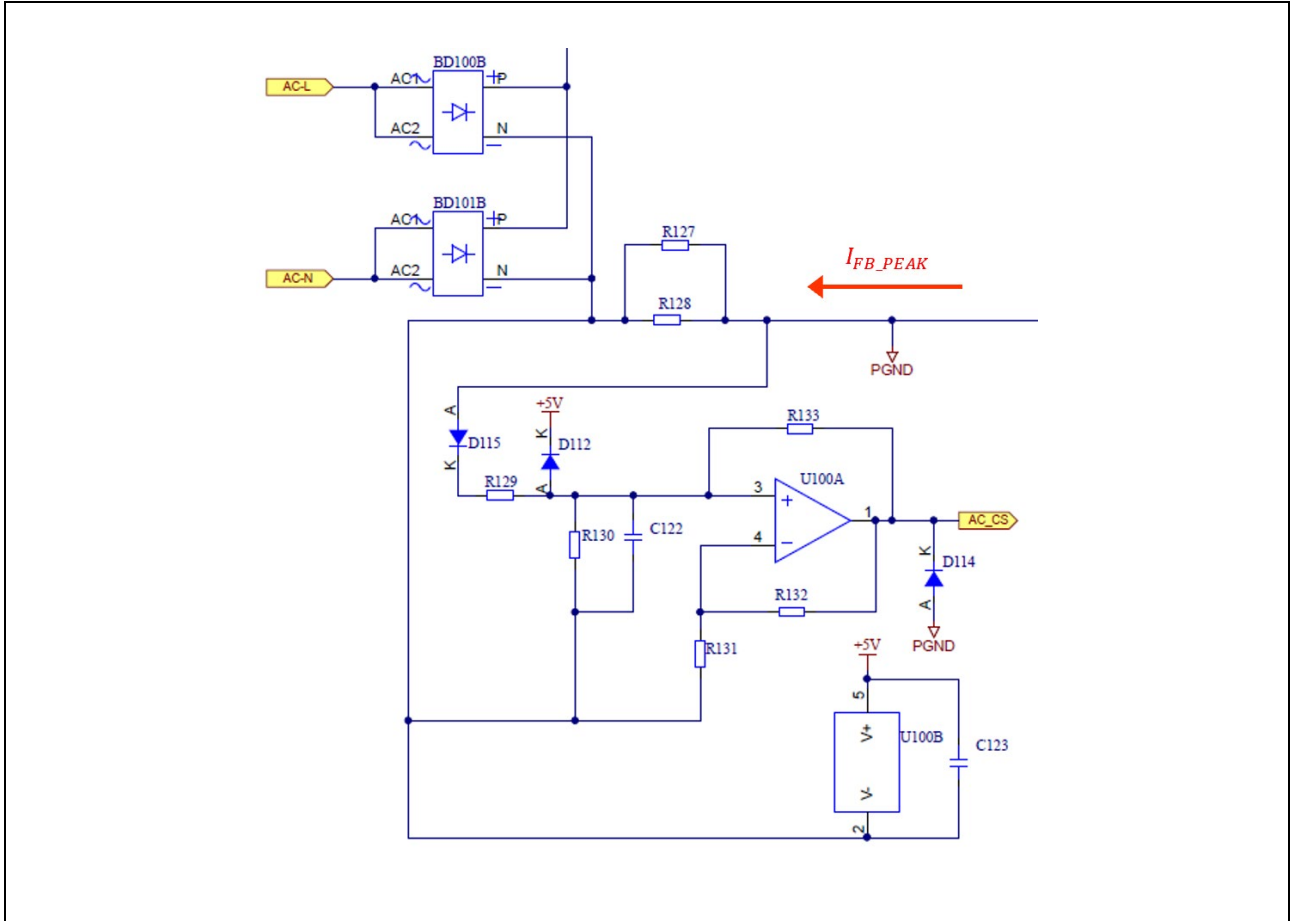 BD100B
AC-L
AC1
+P
AC2
N
BD101B
AC1
+P
AC-N
AC2
N
R127
I_FB_PEAK
R128
PGND
A
+5V
R133
K
D115
K
D112
U100A
R129
A
3
+
1
AC_CS
R130
C122
4
−
K
D114
R132
A
R131
+5V
PGND
5
V+
U100B
C123
V-
2